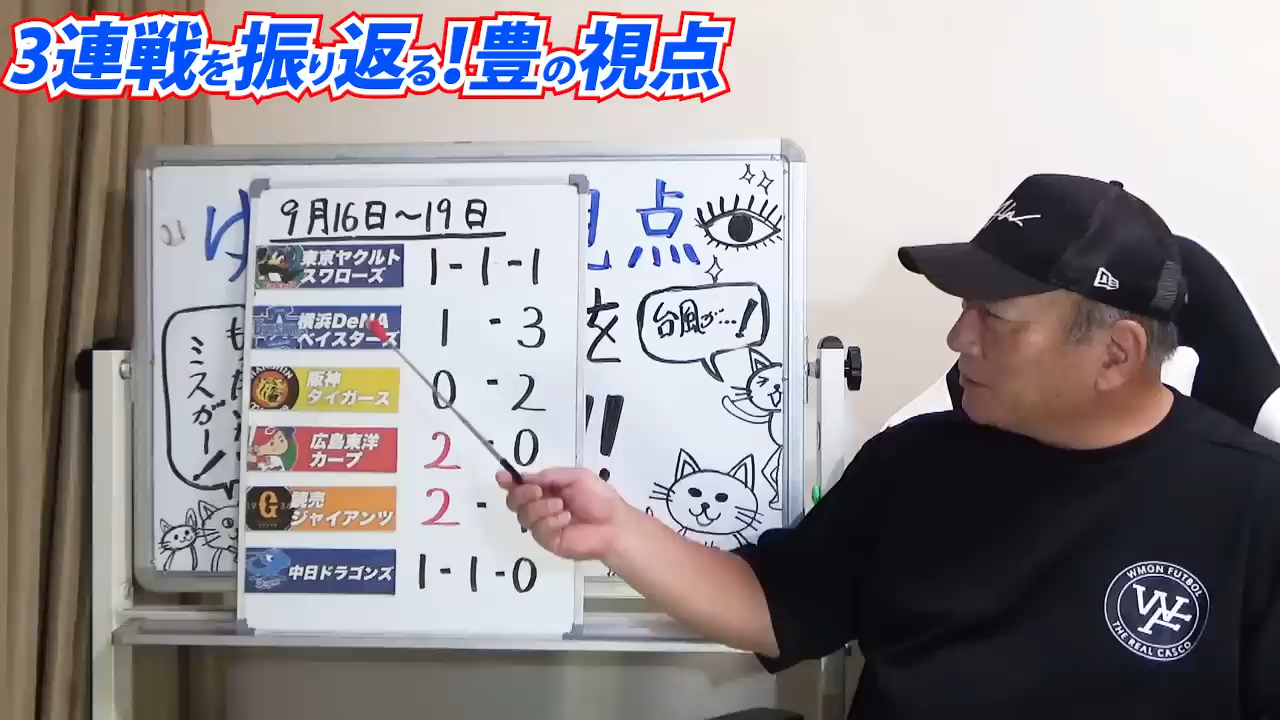 3連戦を振り返る!豊の視点
9月16日~19日
東京ヤクルト
スワローズ
1-1-1
横浜DeNA
ベイスターズ
1-3
阪神
タイガース
0-2
広島東洋
カープ
2 0
読売
ジャイアンツ
2-
中日ドラゴンズ
1-1-0
ゆ
視点
を
!!
台風が…!
ミスがー!
WMON FUTBOL
WF
THE REAL CASCO